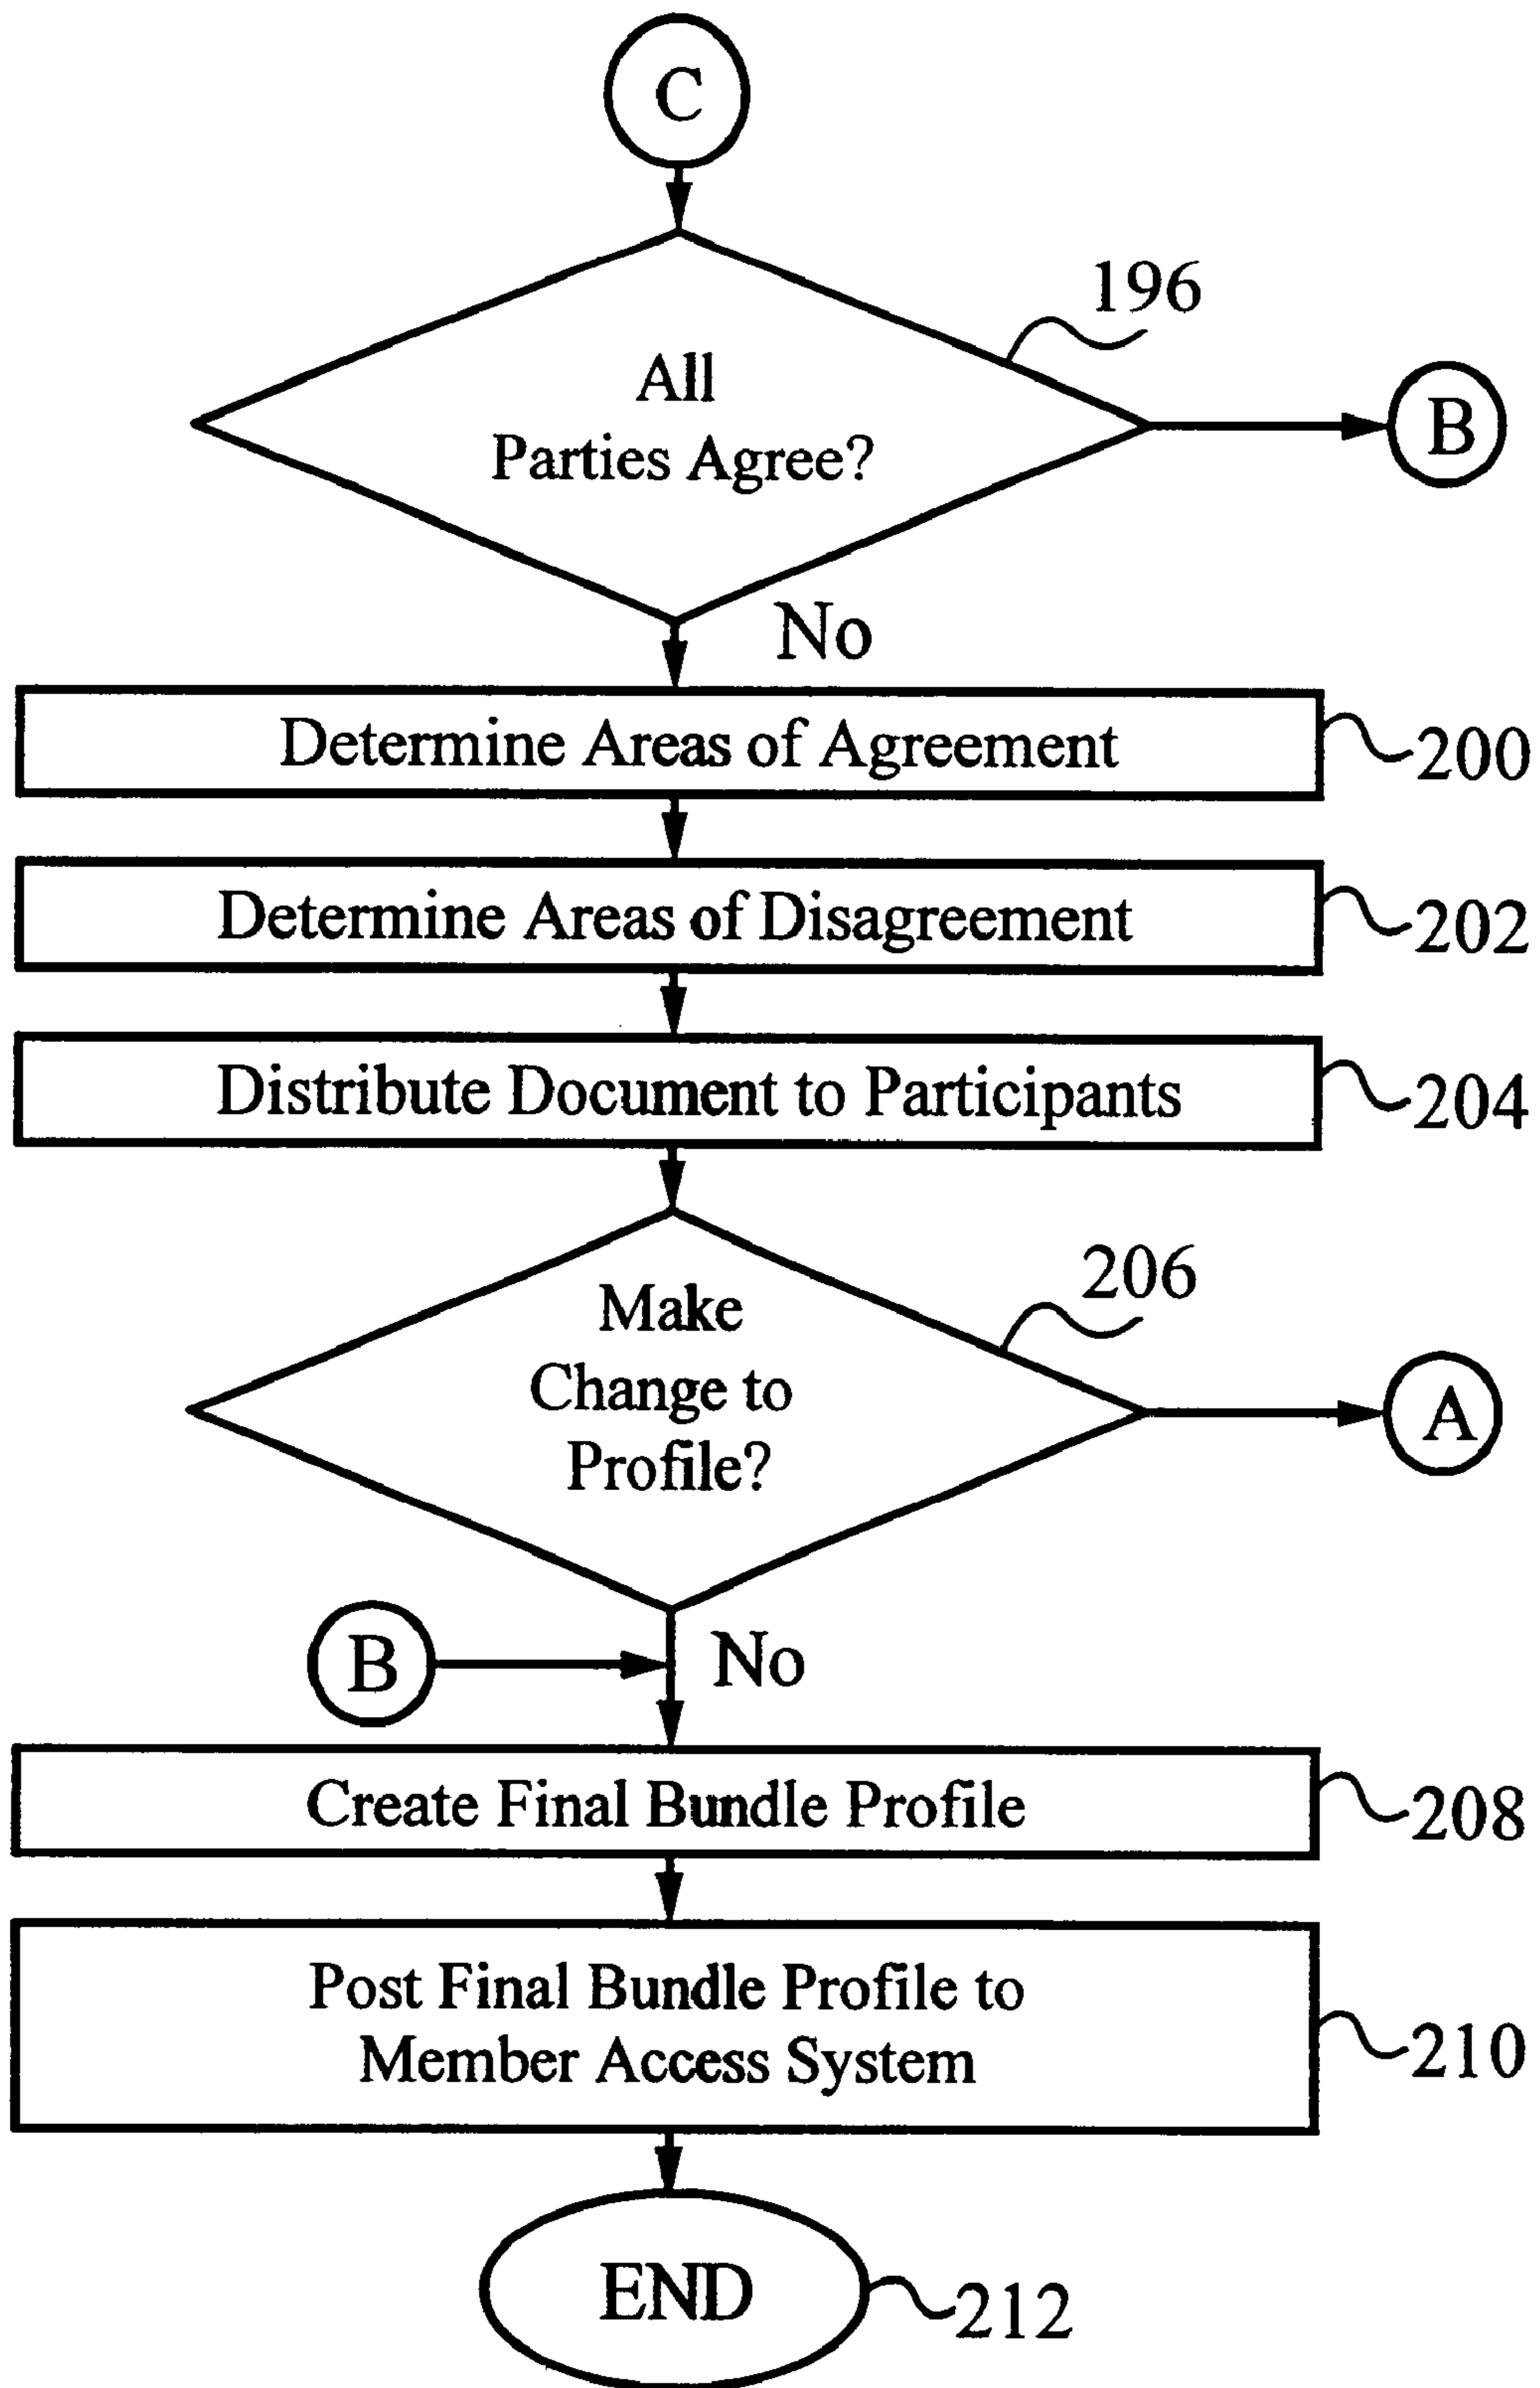 C
196
All
Parties Agree?
B
No
Determine Areas of Agreement
200
Determine Areas of Disagreement
202
Distribute Document to Participants
204
206
Make
Change to
Profile?
A
B
No
Create Final Bundle Profile
208
Post Final Bundle Profile to
Member Access System
210
END
212